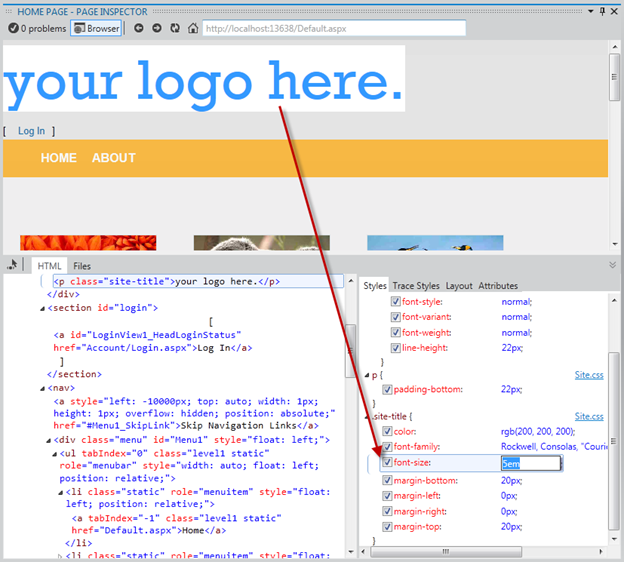 HOME PAGE - PAGE INSPECTOR
0 problems Browser http://localhost:13638/Default.aspx
your logo here.
[ Log In ]
HOME ABOUT
HTML Files
<p class="site-title">your logo here.</p>
</div>
<section id="login">
[
<a id="LoginView1_HeadLoginStatus"
href="Account/Login.aspx">Log In</a>
]
</section>
<nav>
<a style="left: -10000px; top: auto; width: 1px;
height: 1px; overflow: hidden; position: absolute;"
href="#Menu1_SkipLink">Skip Navigation Links</a>
<div class="menu" id="Menu1" style="float: left;">
<ul tabIndex="0" class="level1 static"
role="menubar" style="width: auto; float: left;
position: relative;">
<li class="static" role="menuitem" style="float:
left; position: relative;">
<a tabIndex="-1" class="level1 static"
href="Default.aspx">Home</a>
</li>
<li class="static" role="menuitem" style="float:
Styles Trace Styles Layout Attributes
font-style: normal;
font-variant: normal;
font-weight: normal;
line-height: 22px;
}
p { Site.css
padding-bottom: 22px;
}
.site-title { Site.css
color: rgb(200, 200, 200);
font-family: Rockwell, Consolas, "Couri
font-size: 5em;
margin-bottom: 20px;
margin-left: 0px;
margin-right: 0px;
margin-top: 20px;
}